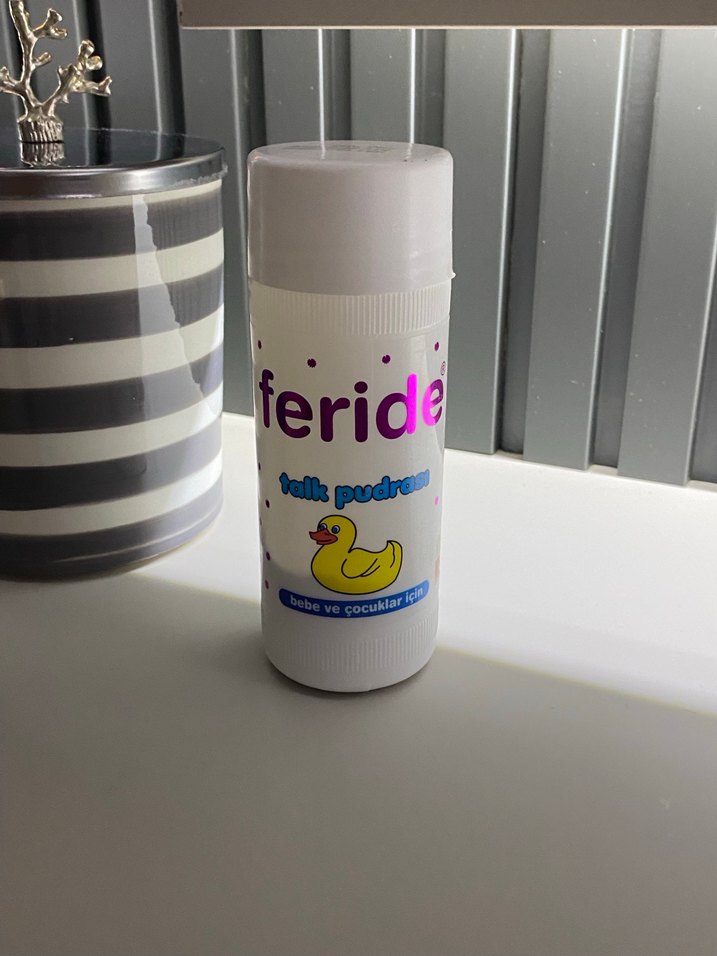 feride®
talk pudrası
bebe ve çocuklar için